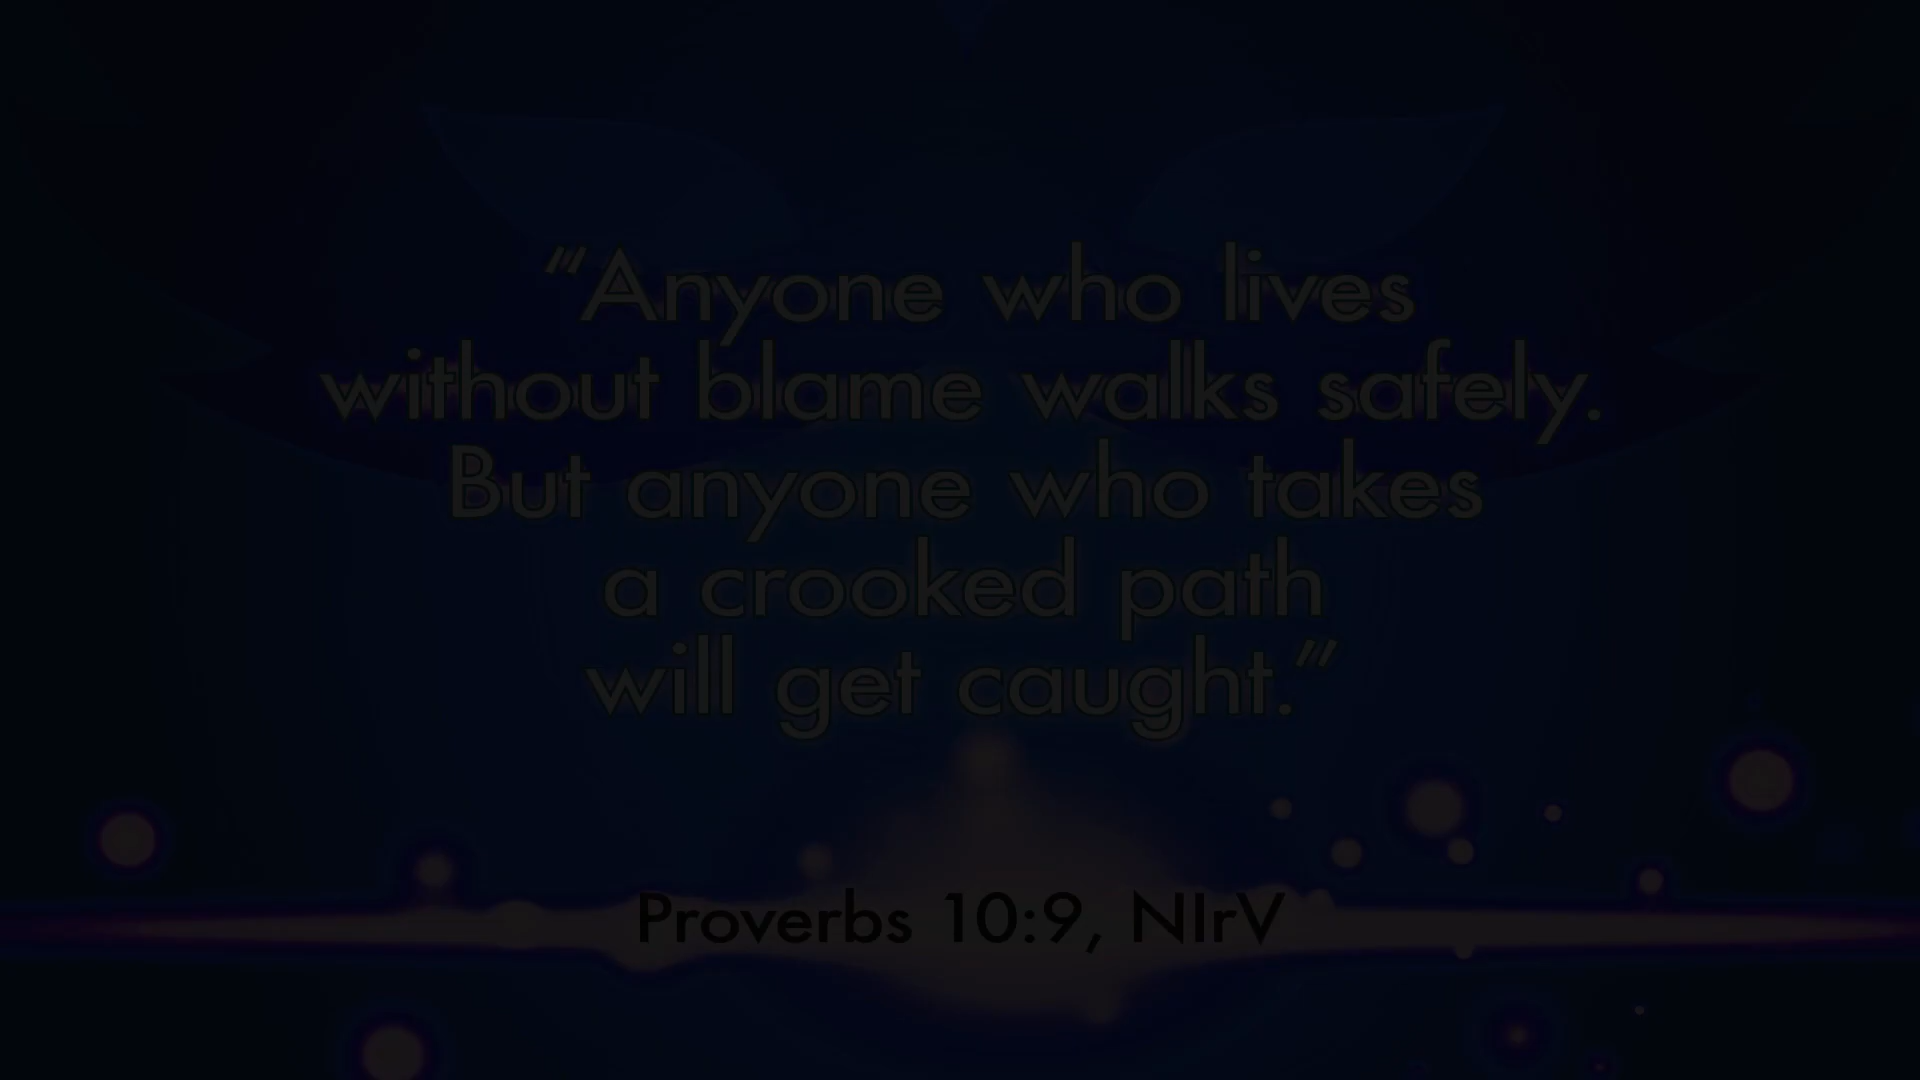 “Anyone who lives
without blame walks safely.
But anyone who takes
a crooked path
will get caught.”
Proverbs 10:9, NIrV